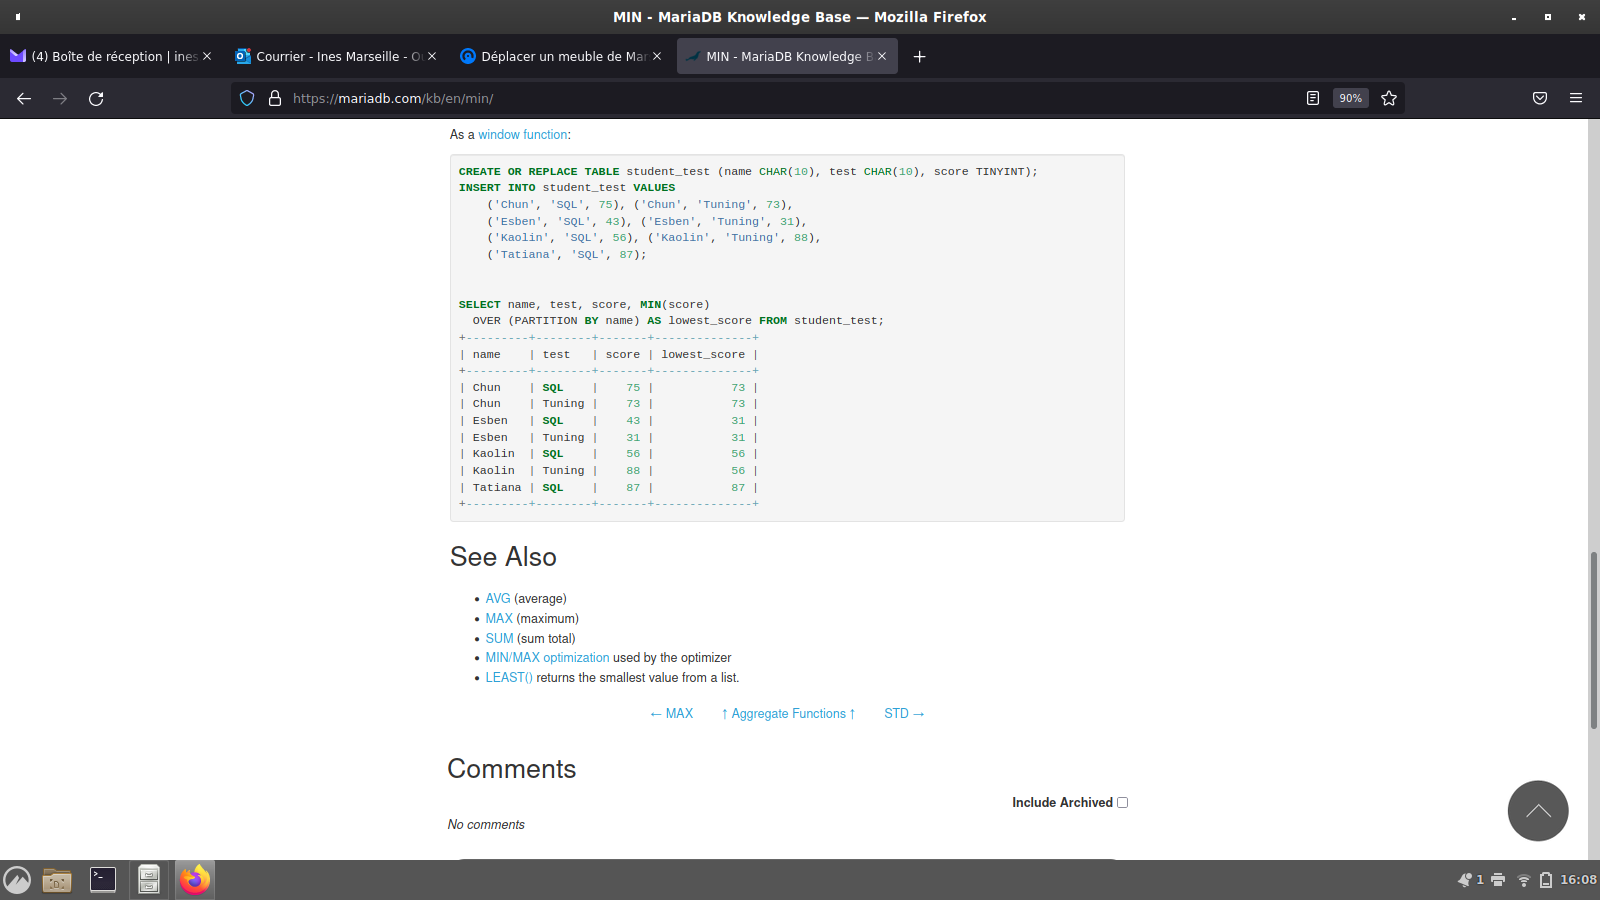 MIN - MariaDB Knowledge Base — Mozilla Firefox
(4) Boîte de réception | ines
Courrier - Ines Marseille - O
Déplacer un meuble de Mar
MIN - MariaDB Knowledge B
https://mariadb.com/kb/en/min/
90%
As a window function:
CREATE OR REPLACE TABLE student_test (name CHAR(10), test CHAR(10), score TINYINT);
INSERT INTO student_test VALUES
    ('Chun', 'SQL', 75), ('Chun', 'Tuning', 73),
    ('Esben', 'SQL', 43), ('Esben', 'Tuning', 31),
    ('Kaolin', 'SQL', 56), ('Kaolin', 'Tuning', 88),
    ('Tatiana', 'SQL', 87);
SELECT name, test, score, MIN(score)
  OVER (PARTITION BY name) AS lowest_score FROM student_test;
+---------+--------+-------+--------------+
| name    | test   | score | lowest_score |
+---------+--------+-------+--------------+
| Chun    | SQL    |    75 |           73 |
| Chun    | Tuning |    73 |           73 |
| Esben   | SQL    |    43 |           31 |
| Esben   | Tuning |    31 |           31 |
| Kaolin  | SQL    |    56 |           56 |
| Kaolin  | Tuning |    88 |           56 |
| Tatiana | SQL    |    87 |           87 |
+---------+--------+-------+--------------+
See Also
• AVG (average)
• MAX (maximum)
• SUM (sum total)
• MIN/MAX optimization used by the optimizer
• LEAST() returns the smallest value from a list.
← MAX ↑ Aggregate Functions ↑ STD →
Comments
Include Archived
No comments
1
16:08